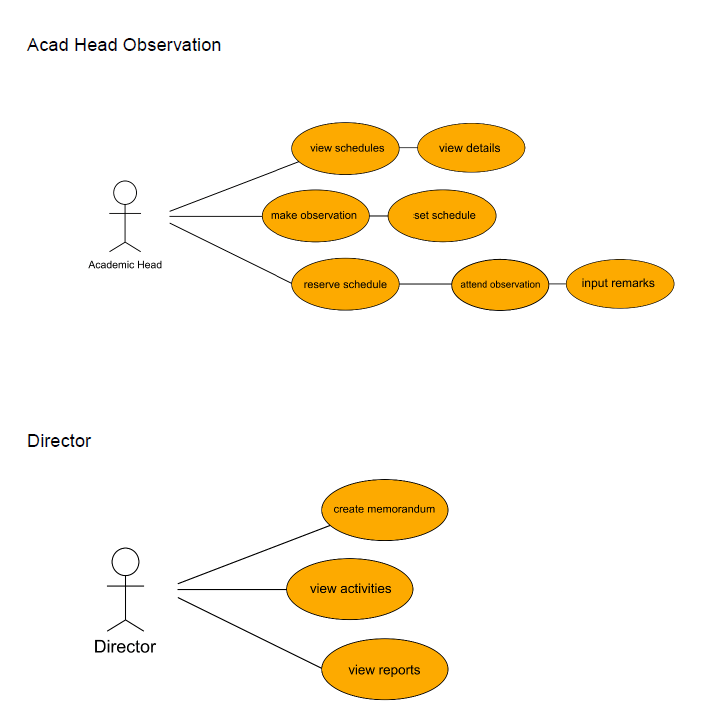 Acad Head Observation
view schedules
view details
make observation
set schedule
Academic Head
reserve schedule
attend observation
input remarks
Director
create memorandum
view activities
Director
view reports